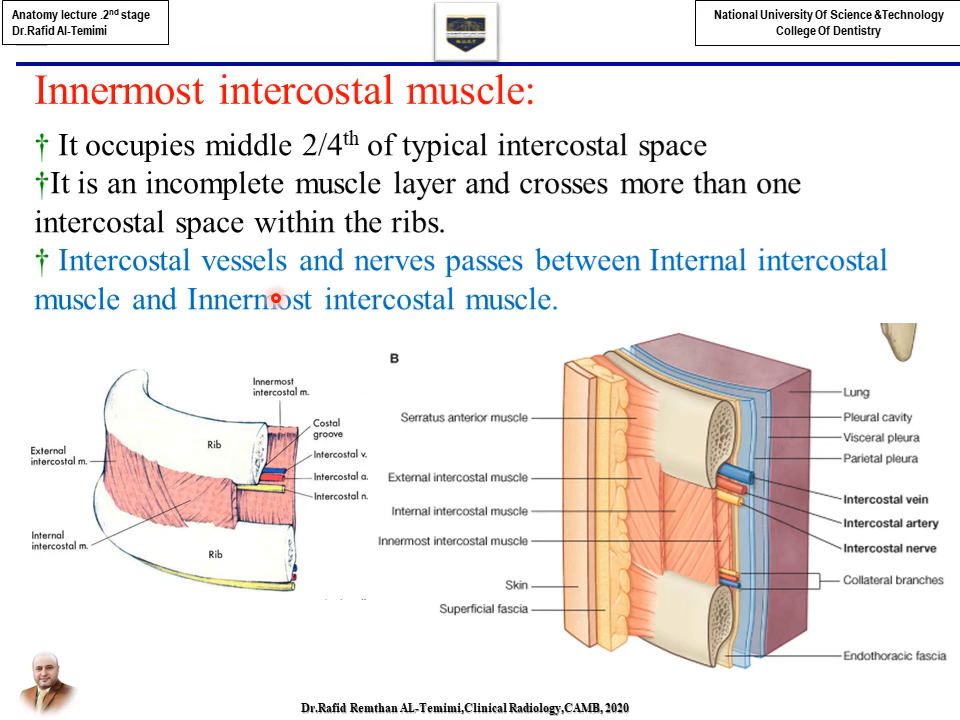 Anatomy lecture .2nd stage
Dr.Rafid Al-Temimi
National University Of Science &Technology
College Of Dentistry
Innermost intercostal muscle:
† It occupies middle 2/4th of typical intercostal space
†It is an incomplete muscle layer and crosses more than one
intercostal space within the ribs.
† Intercostal vessels and nerves passes between Internal intercostal
muscle and Innermost intercostal muscle.
Innermost
intercostal m.
Costal
groove
Rib
External
intercostal m.
Intercostal v.
Intercostal a.
Intercostal n.
Internal
intercostal m.
Rib
B
Serratus anterior muscle
External intercostal muscle
Internal intercostal muscle
Innermost intercostal muscle
Skin
Superficial fascia
Lung
Pleural cavity
Visceral pleura
Parietal pleura
Intercostal vein
Intercostal artery
Intercostal nerve
Collateral branches
Endothoracic fascia
Dr.Rafid Remthan AL-Temimi,Clinical Radiology,CAMB, 2020